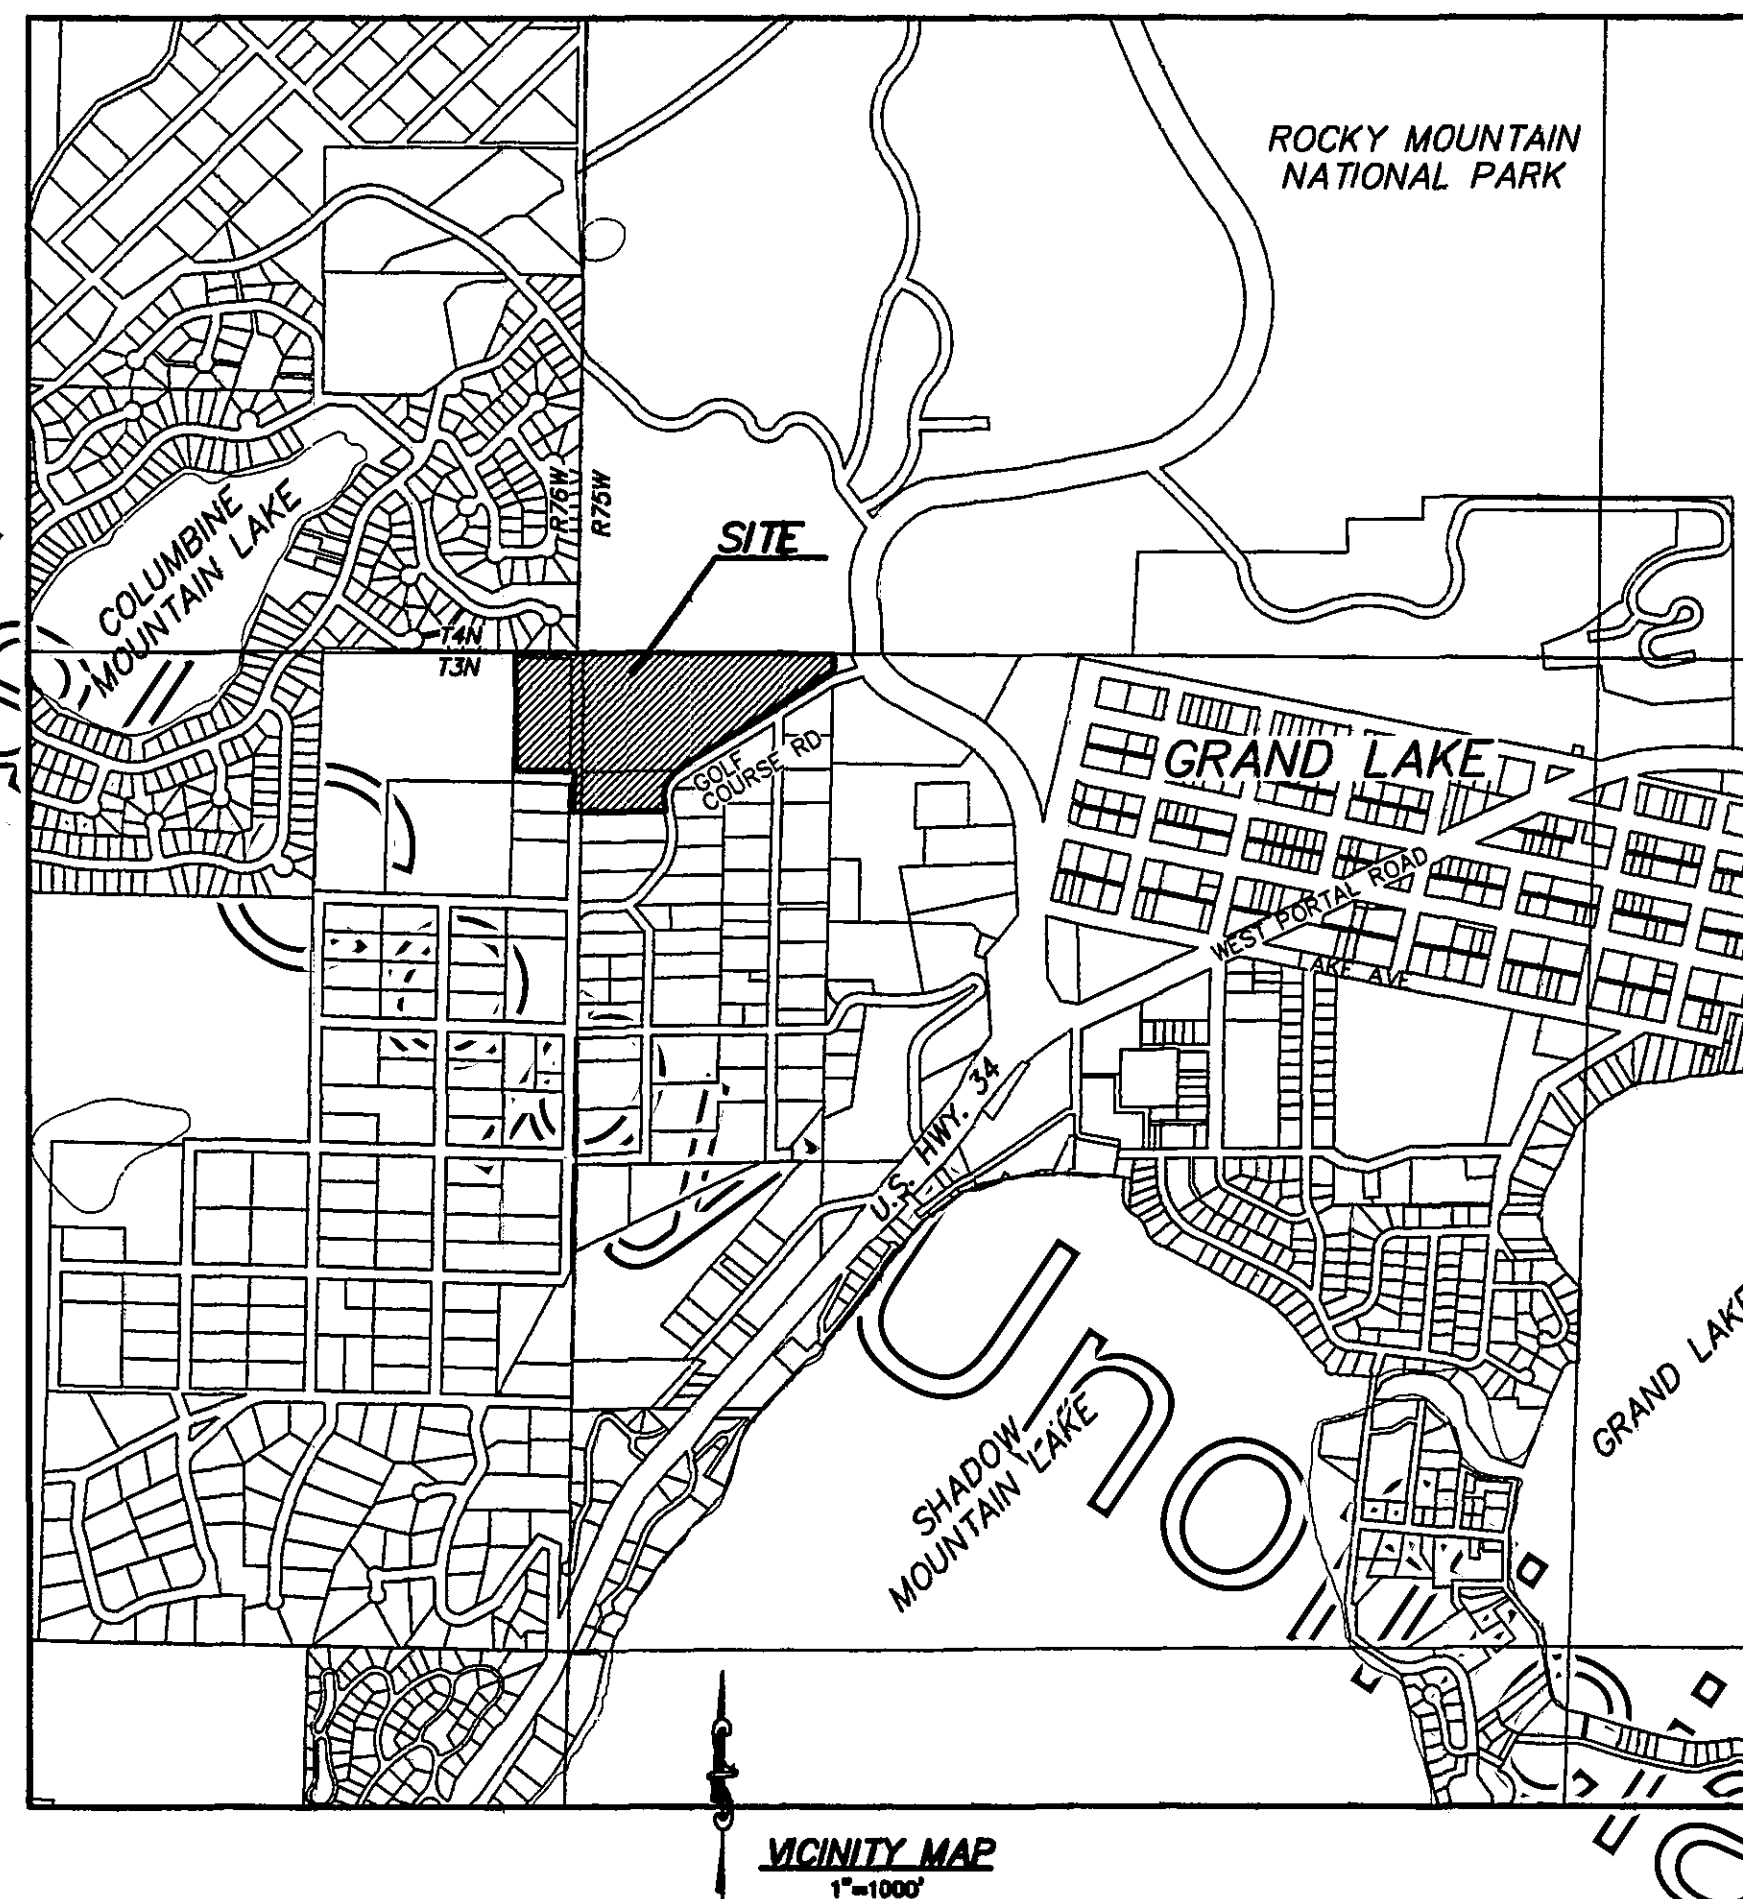 ROCKY MOUNTAIN
NATIONAL PARK
R76W
R75W
SITE
COLUMBINE
MOUNTAIN LAKE
T4N
T3N
GOLF
COURSE RD
GRAND LAKE
WEST PORTAL ROAD
LAKE AVE
U.S. HWY. 34
GRAND LAKE
SHADOW
MOUNTAIN LAKE
Uno
VICINITY MAP
1"=1000'